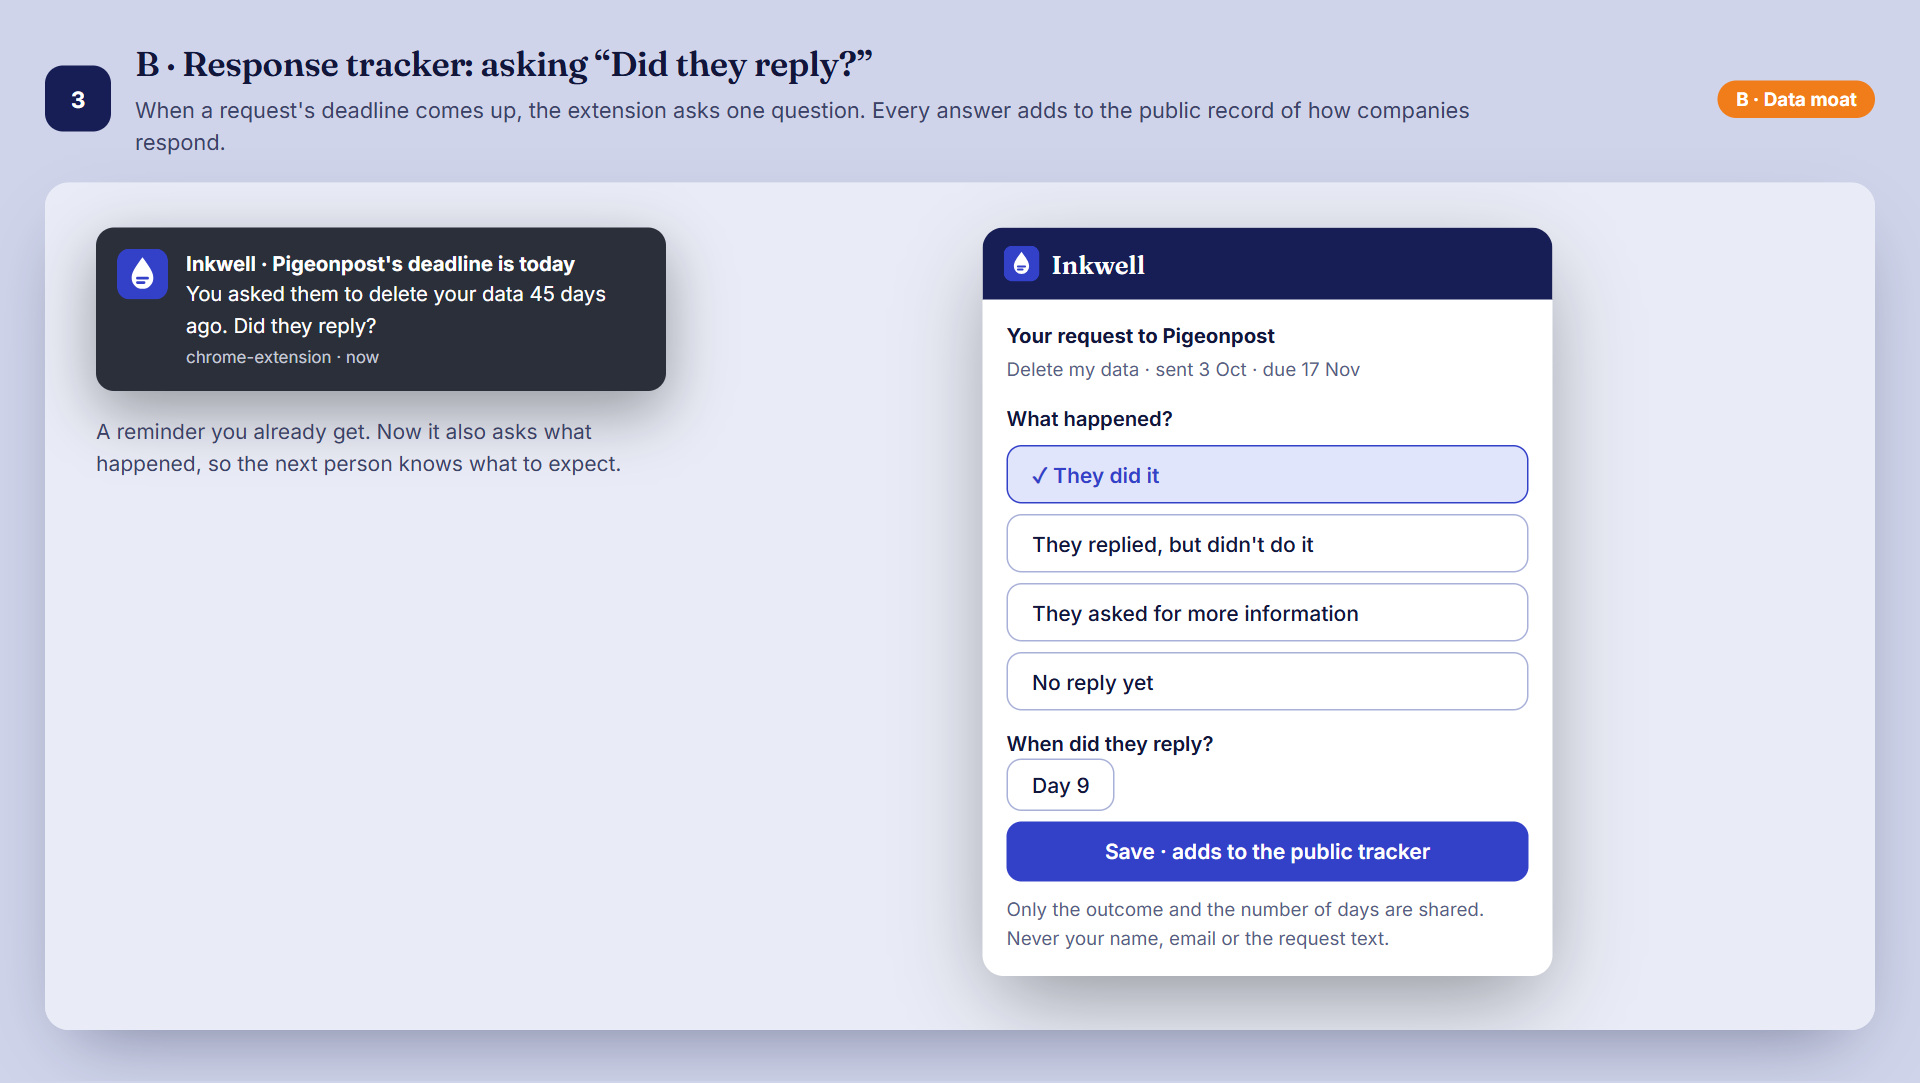 3
B · Response tracker: asking “Did they reply?”
When a request's deadline comes up, the extension asks one question. Every answer adds to the public record of how companies
respond.
B · Data moat
Inkwell · Pigeonpost's deadline is today
You asked them to delete your data 45 days
ago. Did they reply?
chrome-extension · now
A reminder you already get. Now it also asks what
happened, so the next person knows what to expect.
Inkwell
Your request to Pigeonpost
Delete my data · sent 3 Oct · due 17 Nov
What happened?
✓ They did it
They replied, but didn't do it
They asked for more information
No reply yet
When did they reply?
Day 9
Save · adds to the public tracker
Only the outcome and the number of days are shared.
Never your name, email or the request text.